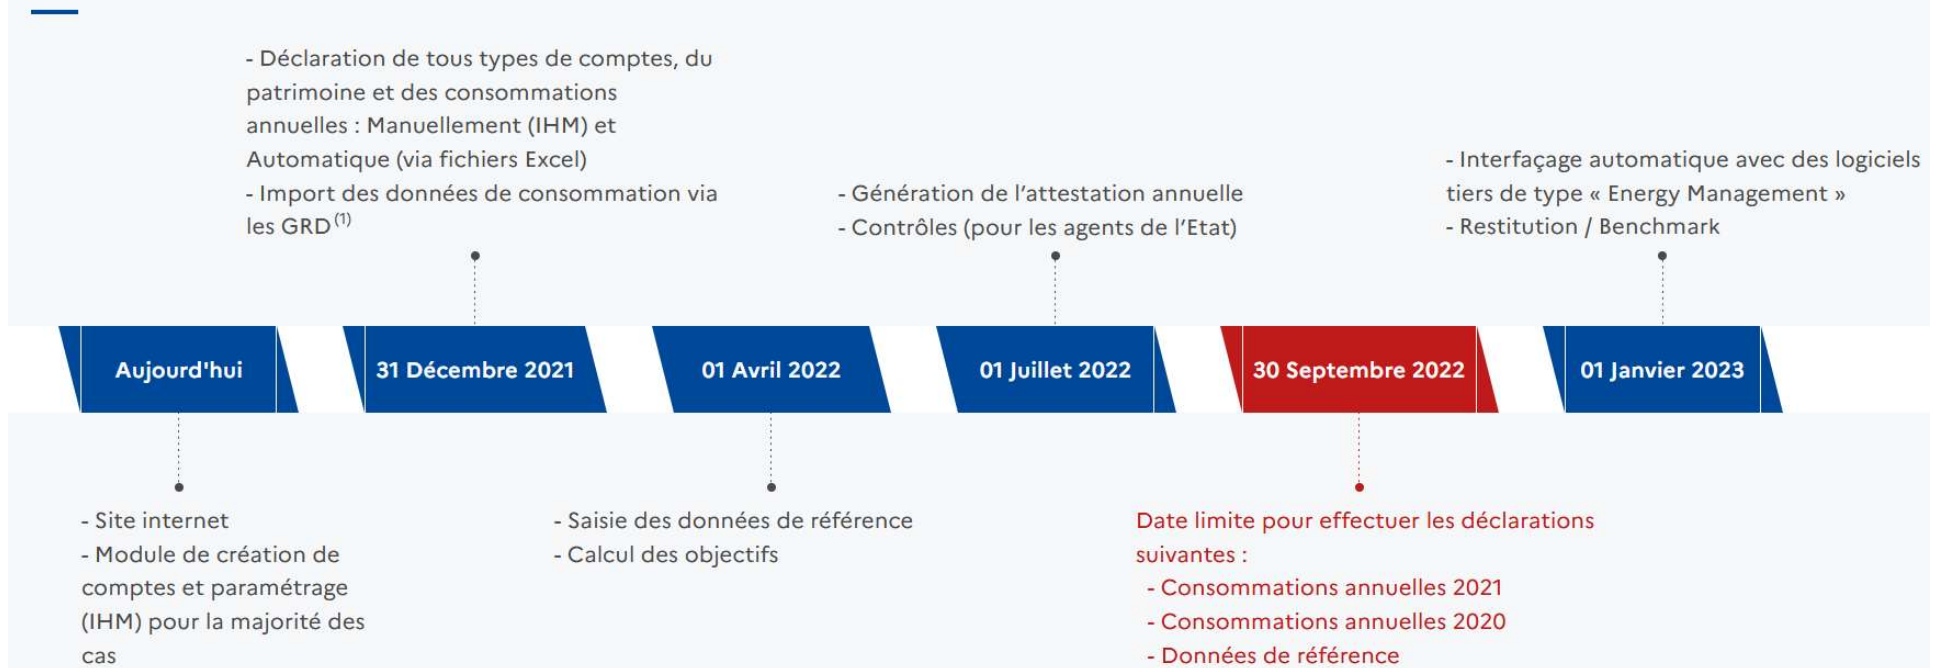 - Déclaration de tous types de comptes, du
patrimoine et des consommations
annuelles : Manuellement (IHM) et
Automatique (via fichiers Excel)
- Import des données de consommation via
les GRD(1)
- Génération de l'attestation annuelle
- Contrôles (pour les agents de l'Etat)
- Interfaçage automatique avec des logiciels
tiers de type « Energy Management »
- Restitution / Benchmark
Aujourd'hui
31 Décembre 2021
01 Avril 2022
01 Juillet 2022
30 Septembre 2022
01 Janvier 2023
- Site internet
- Module de création de
comptes et paramétrage
(IHM) pour la majorité des
cas
- Saisie des données de référence
- Calcul des objectifs
Date limite pour effectuer les déclarations
suivantes :
- Consommations annuelles 2021
- Consommations annuelles 2020
- Données de référence